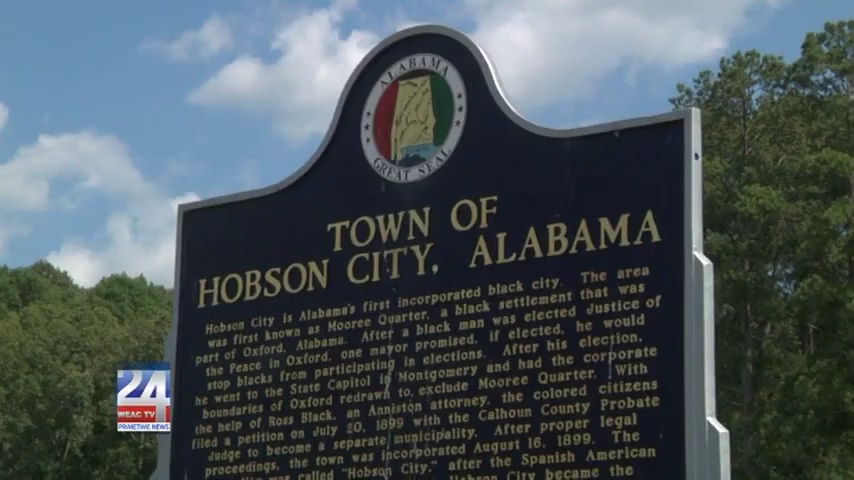 ALABAMA
GREAT SEAL
TOWN OF
HOBSON CITY, ALABAMA
Hobson City is Alabama's first incorporated black city. The area
was first known as Mooree Quarter, a black settlement that was
part of Oxford, Alabama. After a black man was elected Justice of
the Peace in Oxford, one mayor promised, if elected, he would
stop blacks from participating in elections. After his election,
he went to the State Capitol in Montgomery and had the corporate
boundaries of Oxford redrawn to exclude Mooree Quarter. With
the help of Ross Black, an Anniston attorney, the colored citizens
filed a petition on July 20, 1899 with the Calhoun County Probate
Judge to become a separate municipality. After proper legal
proceedings, the town was incorporated August 16, 1899. The
was called "Hobson City," after the Spanish American
Hobson City became the
24
WEAC TV
PRIMETIME NEWS